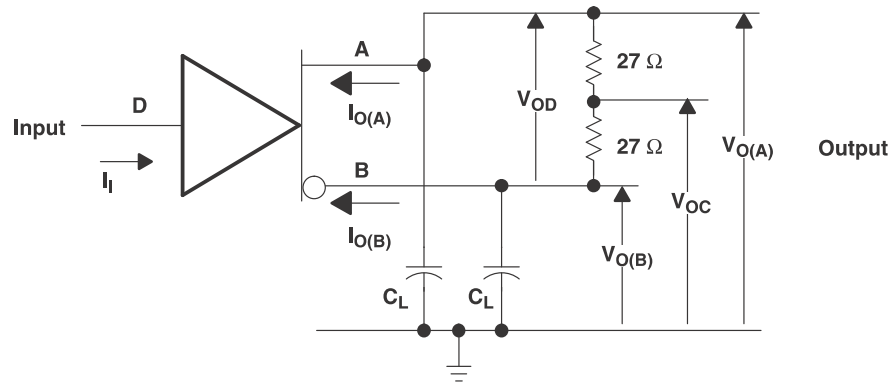 A
I_O(A)
D
Input
I_I
B
I_O(B)
V_OD
27 Ω
27 Ω
V_O(A)
Output
V_OC
V_O(B)
C_L
C_L